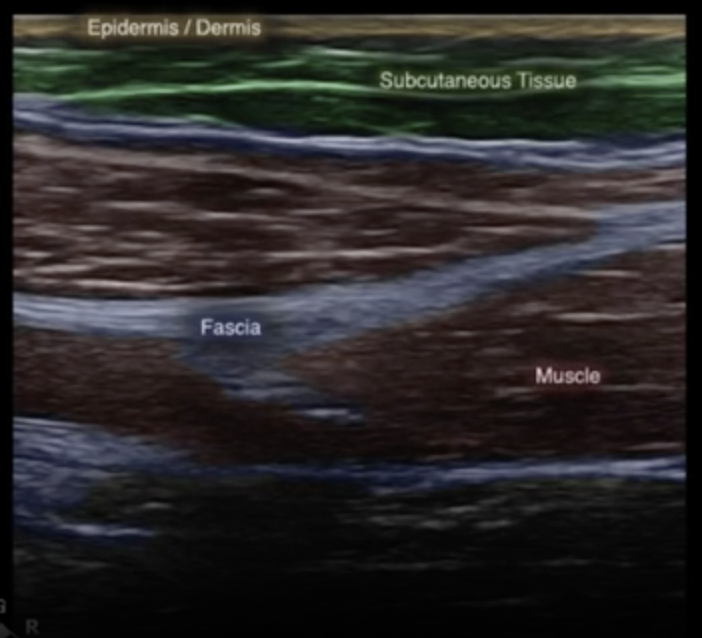 Epidermis / Dermis
Subcutaneous Tissue
Fascia
Muscle
R